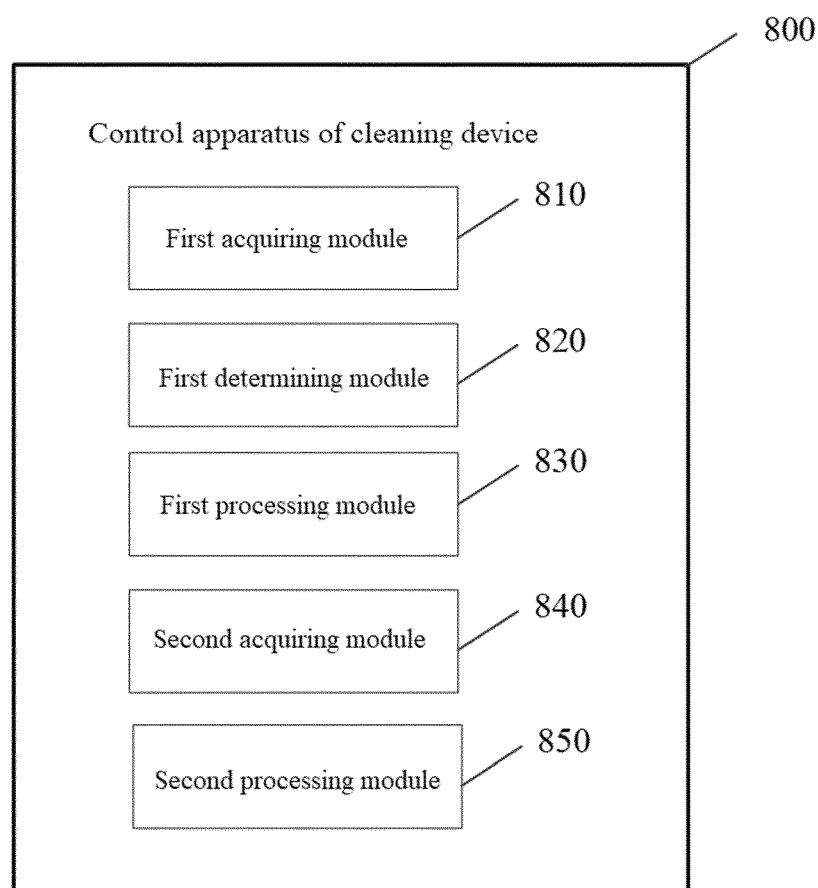 800
Control apparatus of cleaning device
810
First acquiring module
820
First determining module
830
First processing module
840
Second acquiring module
850
Second processing module